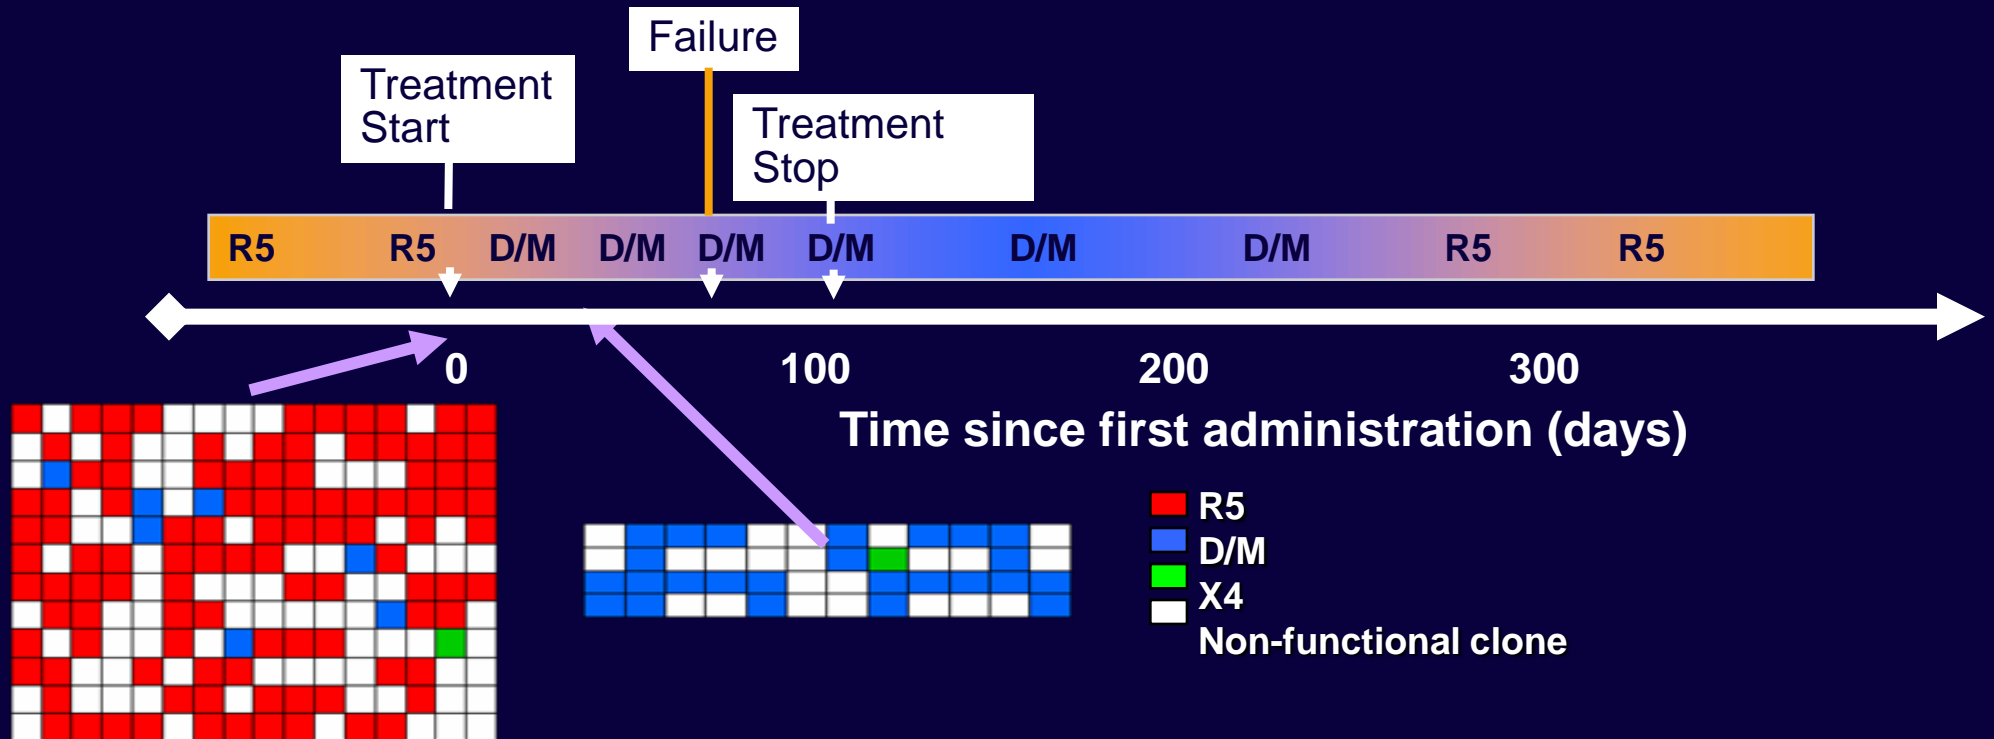 Failure
Treatment
Start
Treatment
Stop
R5 R5 D/M D/M D/M D/M D/M D/M R5 R5
0 100 200 300
Time since first administration (days)
R5
D/M
X4
Non-functional clone